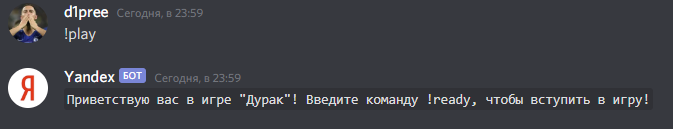 d1pree Сегодня, в 23:59
!play
Я
Yandex БОТ Сегодня, в 23:59
Приветствую вас в игре "Дурак"! Введите команду !ready, чтобы вступить в игру!